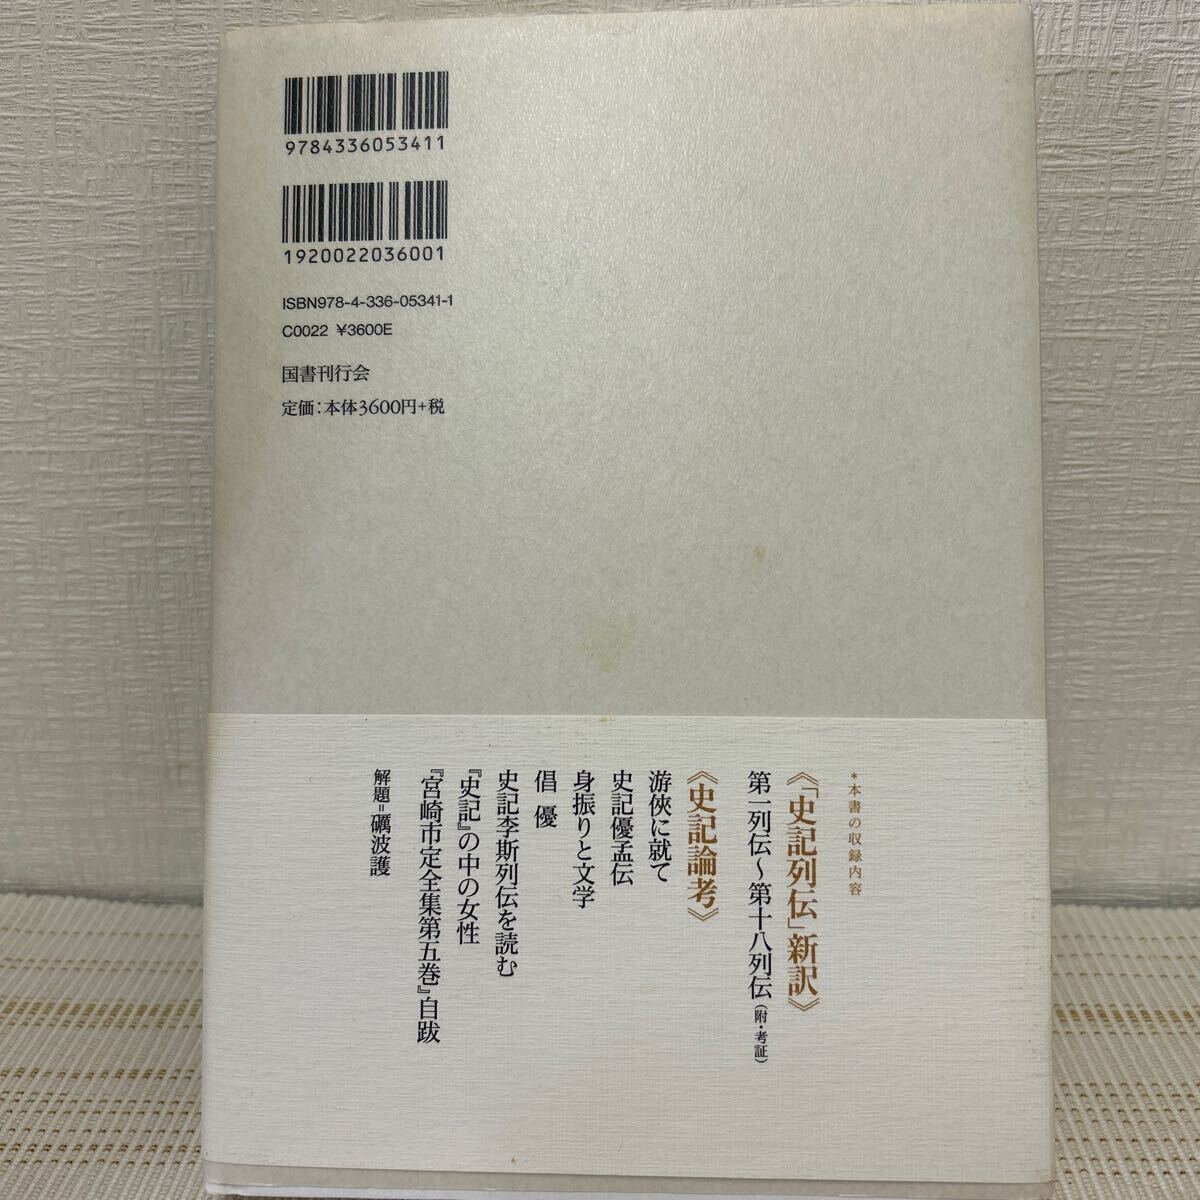 9784336053411
1920022036001
ISBN978-4-336-05341-1
C0022 ¥3600E
国書刊行会
定価:本体3600円+税
＊本書の収録内容
《「史記列伝」新訳》
第一列伝〜第十八列伝（附・考証）
《史記論考》
游俠に就て
史記優孟伝
身振りと文学
倡優
史記李斯列伝を読む
『史記』の中の女性
『宮崎市定全集第五巻』自跋
解題=礪波護